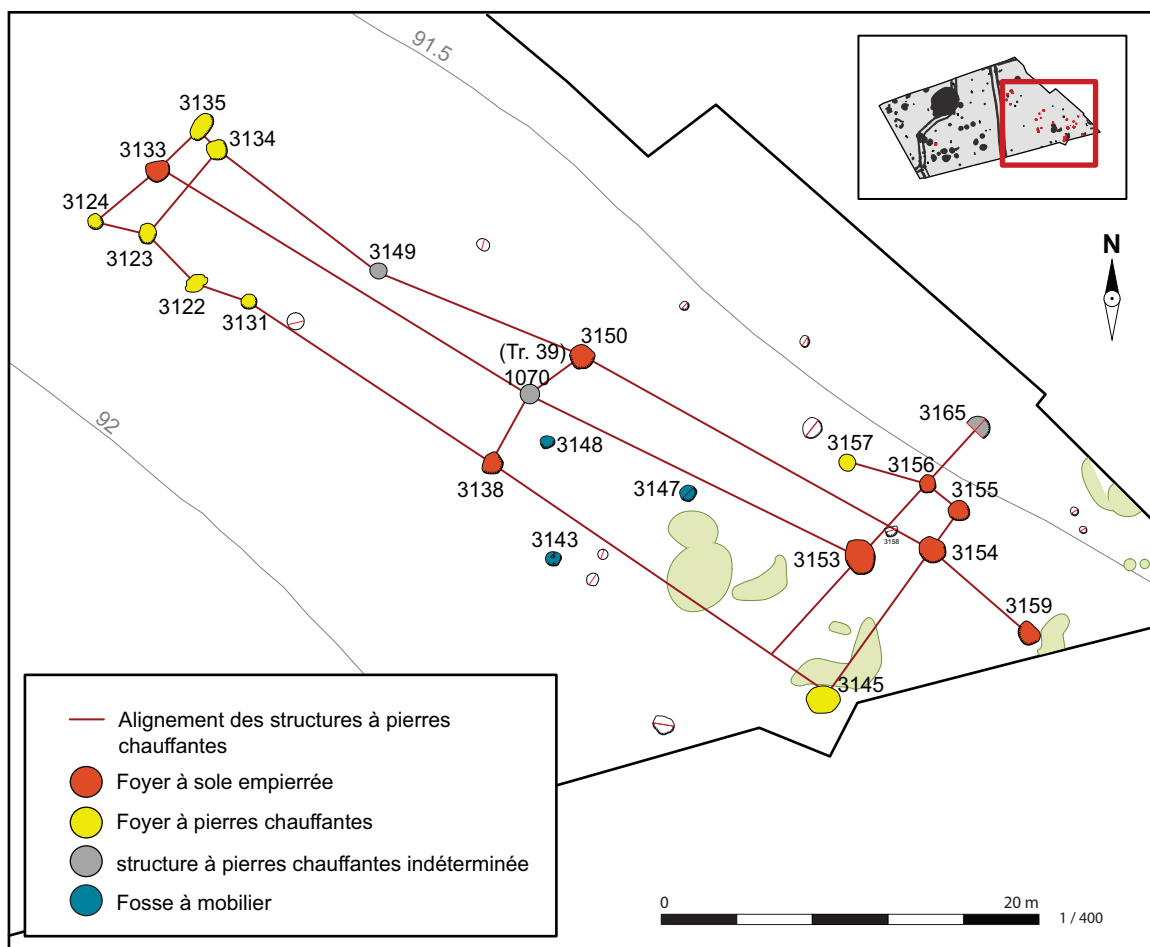 91.5
3135
3134
3133
3124
3123
3122
3131
3149
N
(Tr. 39)
1070
3150
92
3148
3138
3147
3143
3165
3157
3156
3155
3158
3153
3154
3159
3145
Alignement des structures à pierres
chauffantes
Foyer à sole empierrée
Foyer à pierres chauffantes
structure à pierres chauffantes indéterminée
Fosse à mobilier
0 20 m
1 / 400